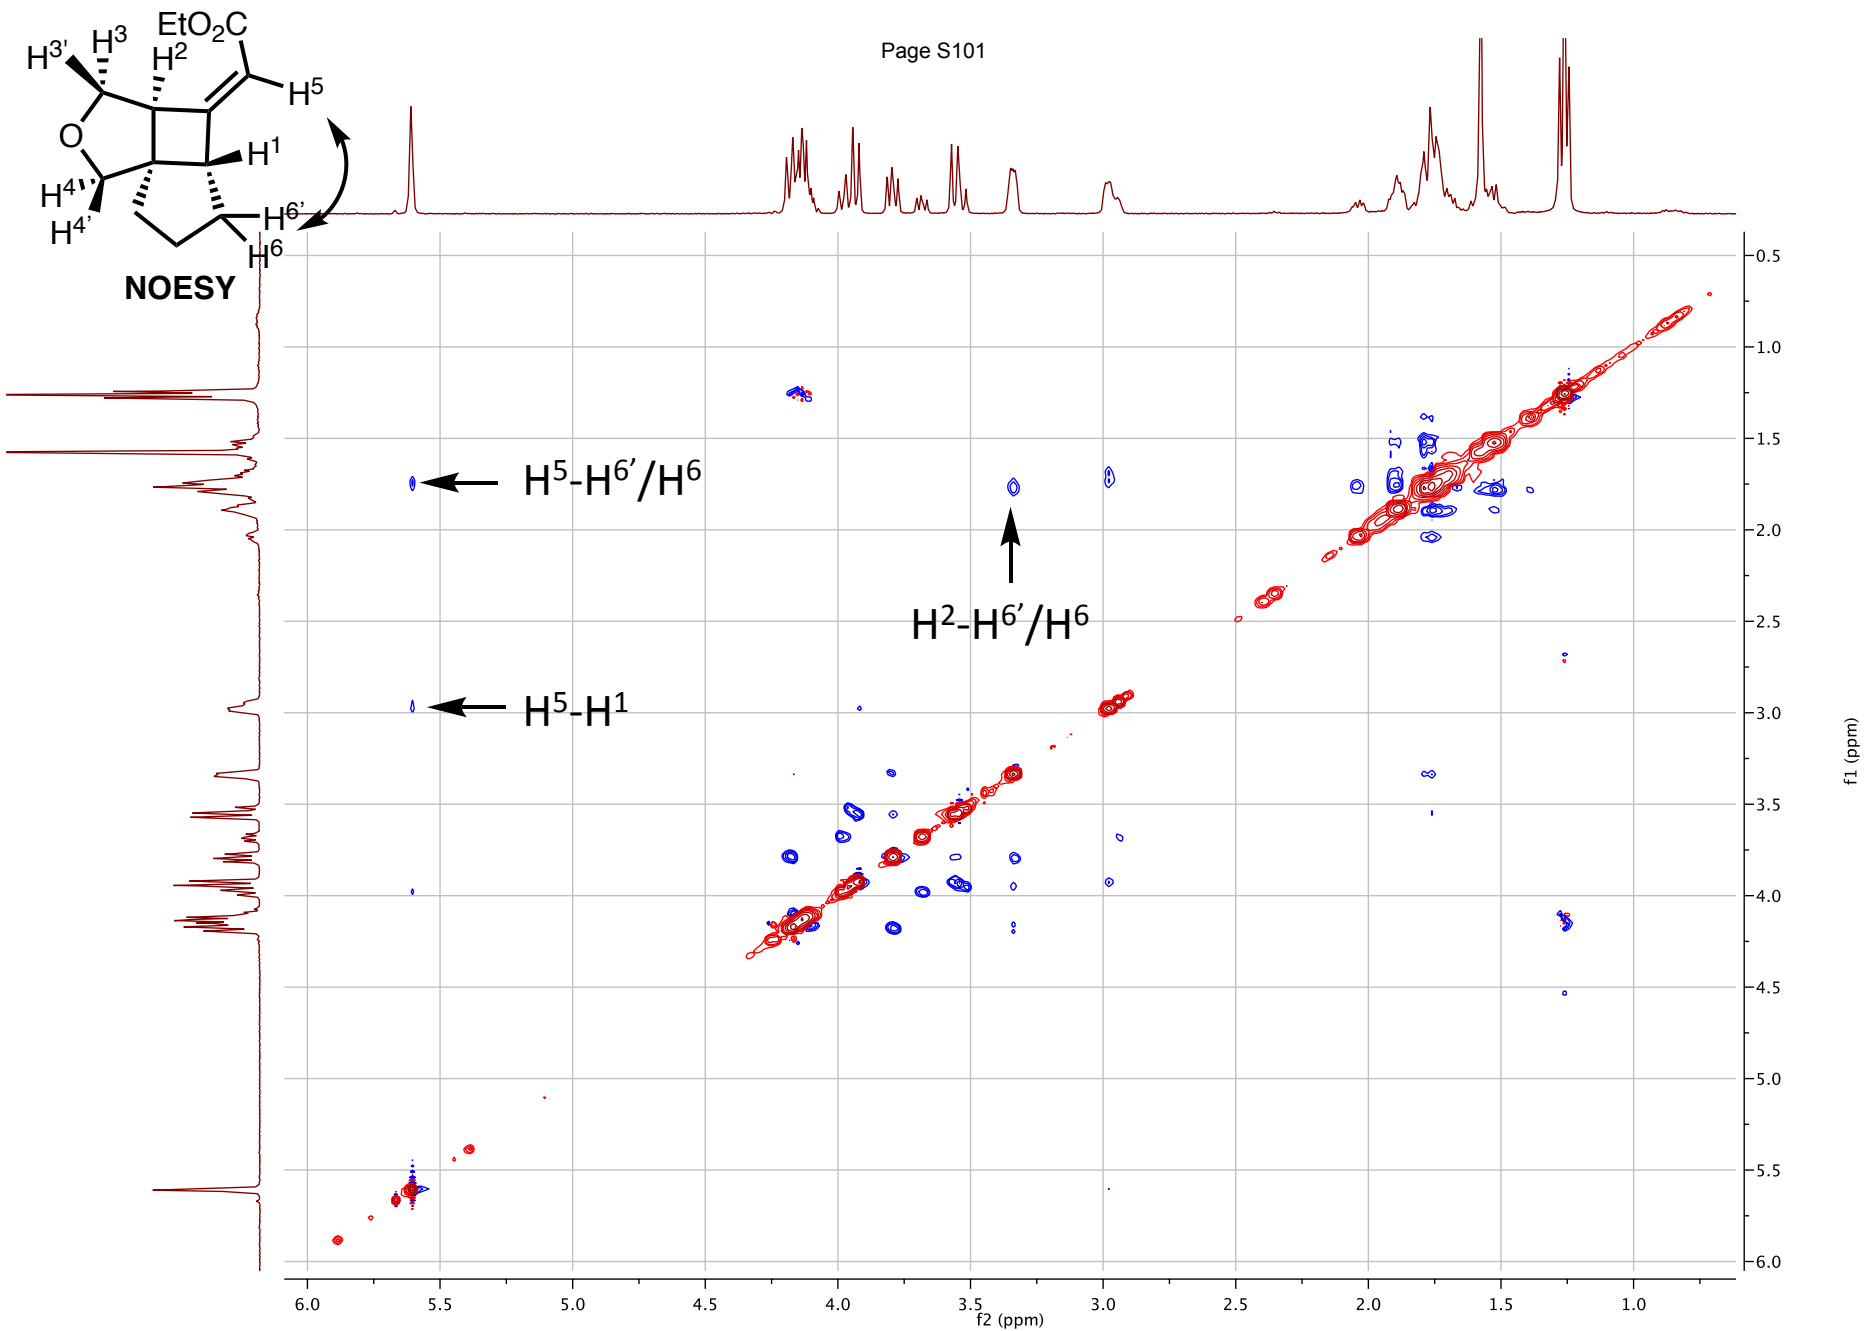 Page S101
EtO₂C
H³'
H³
H²
H⁵
O
H¹
H⁴
H⁴'
H⁶'
H⁶
NOESY
H⁵-H⁶'/H⁶
H²-H⁶'/H⁶
H⁵-H¹
0.5
1.0
1.5
2.0
2.5
3.0
3.5
4.0
4.5
5.0
5.5
6.0
f1 (ppm)
6.0 5.5 5.0 4.5 4.0 3.5 3.0 2.5 2.0 1.5 1.0
f2 (ppm)